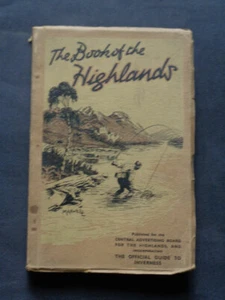 The Book of the
Highlands
Published for the
CENTRAL ADVERTISING BOARD
FOR THE HIGHLANDS, AND
THE OFFICIAL GUIDE TO
INVERNESS